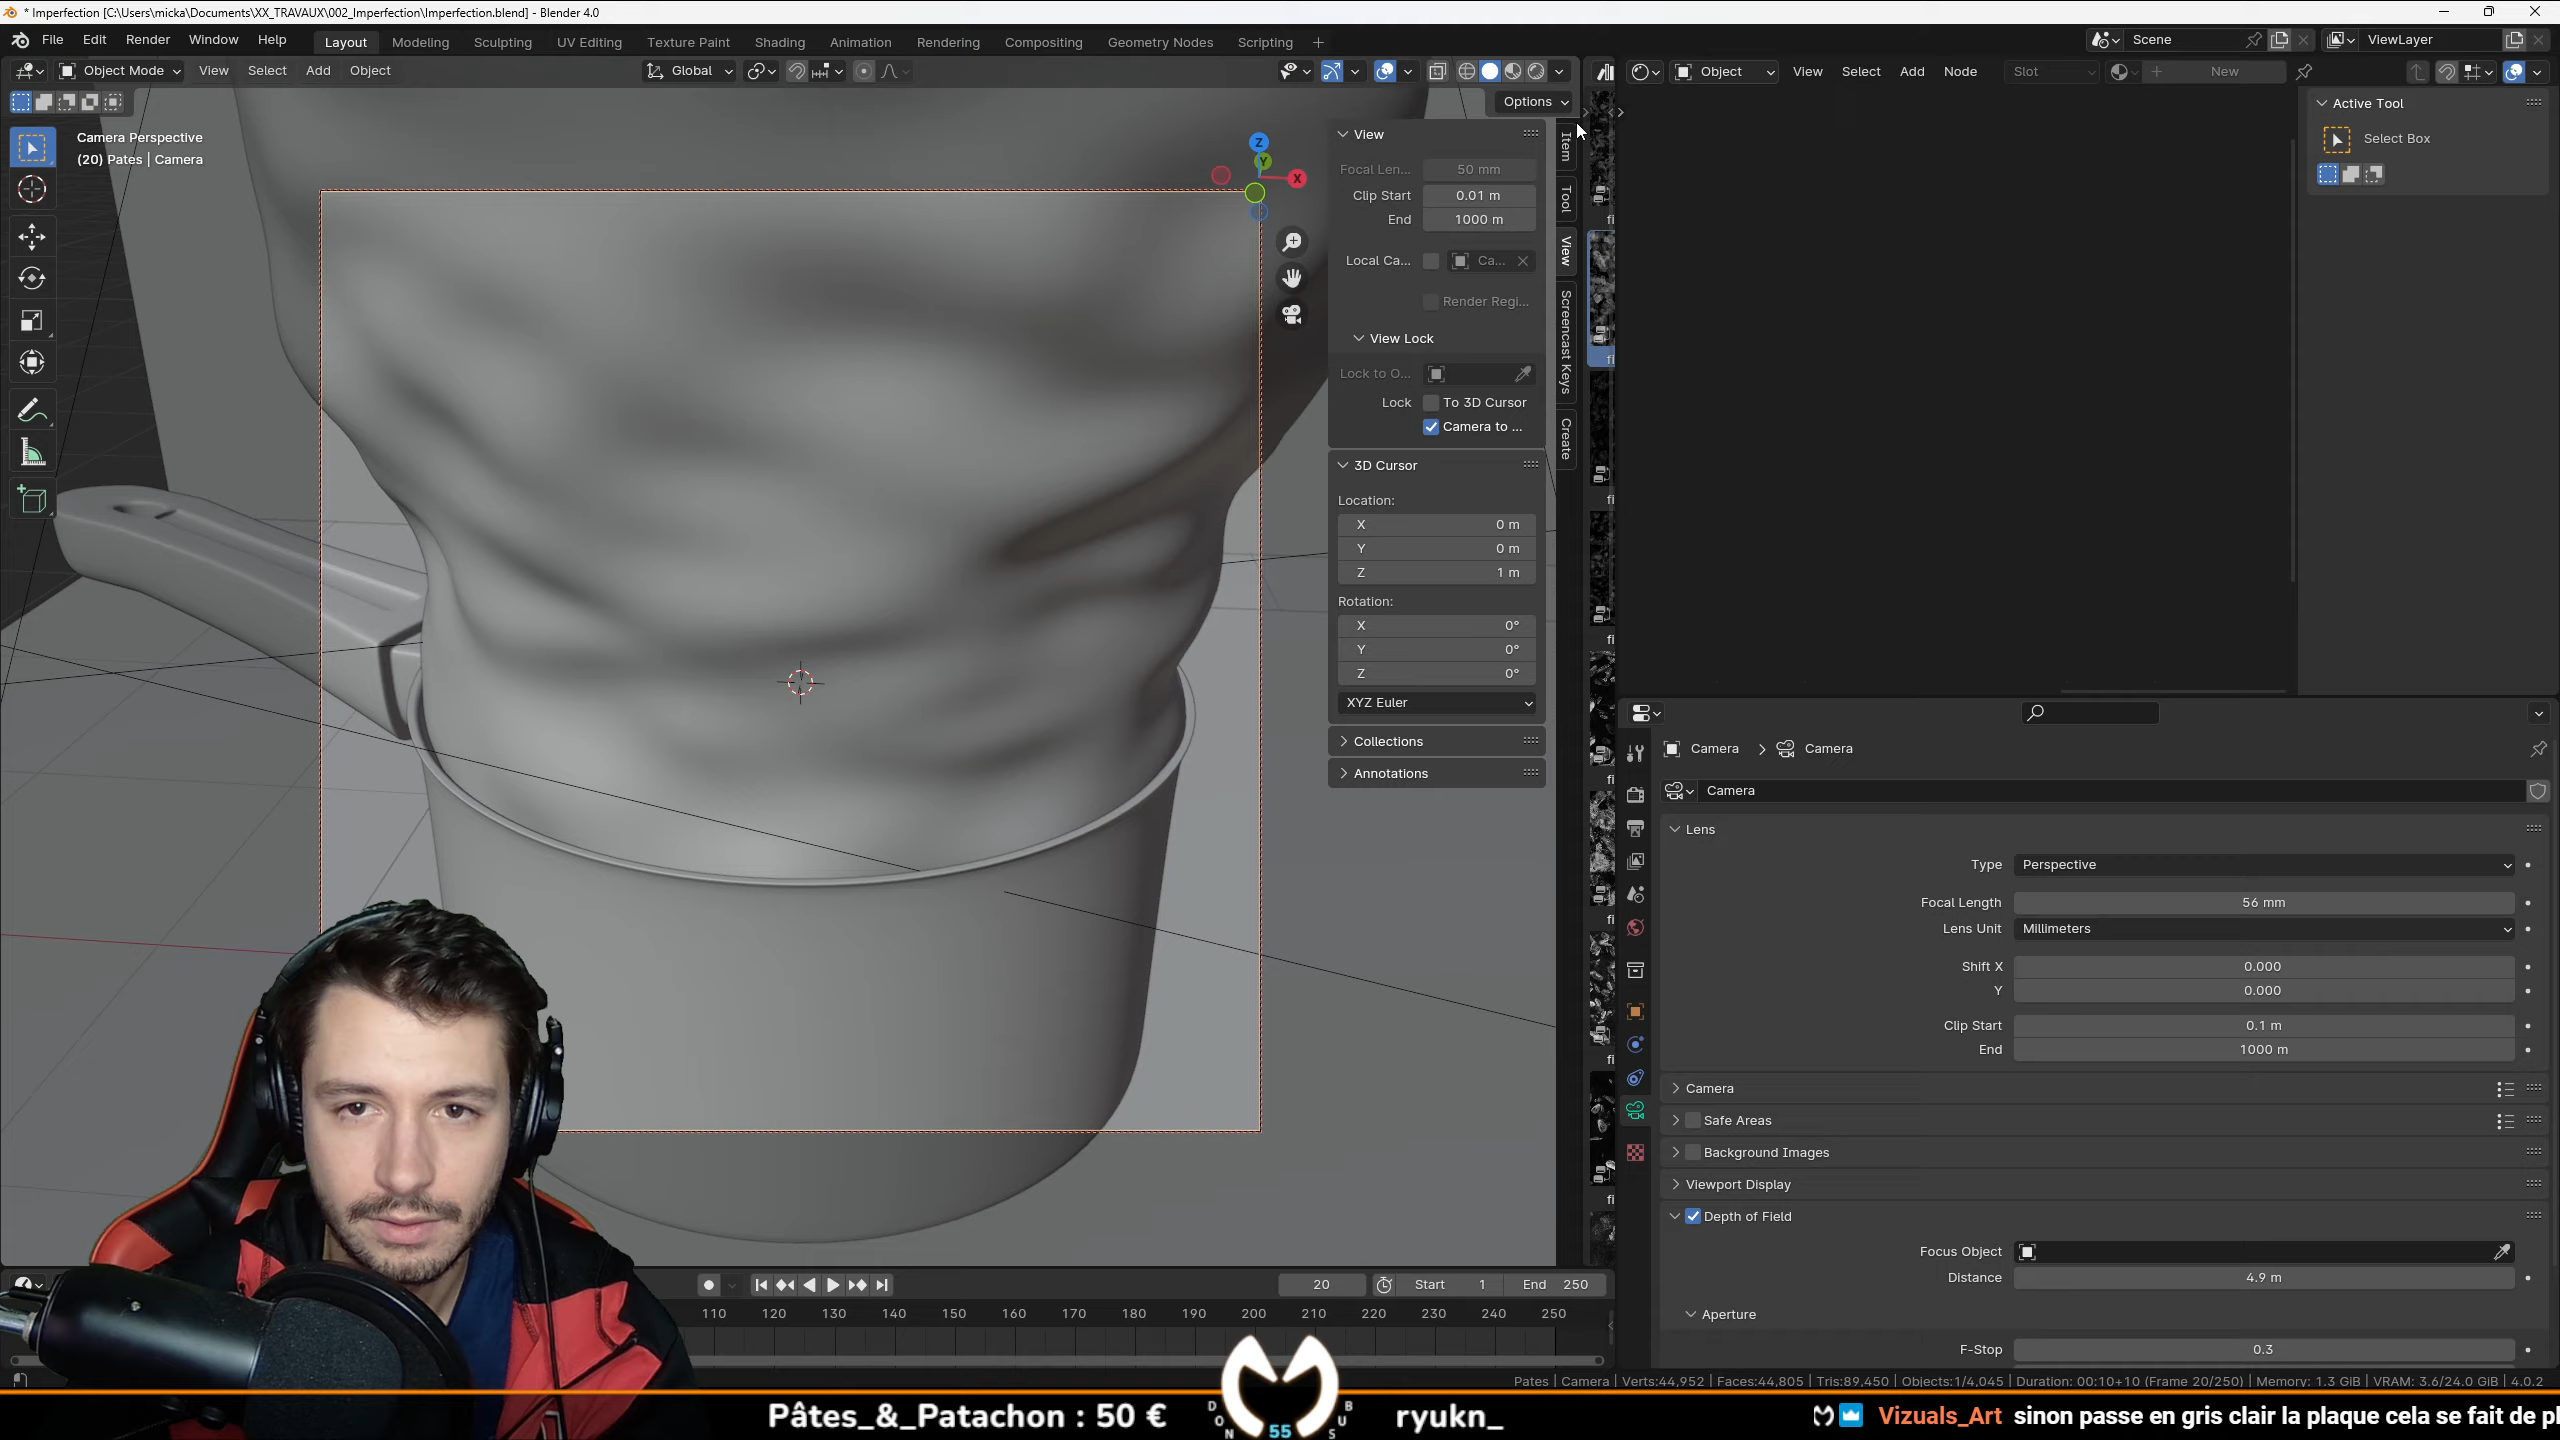 * Imperfection [C:\Users\micka\Documents\XX_TRAVAUX\002_Imperfection\Imperfection.blend] - Blender 4.0
File Edit Render Window Help Layout Modeling Sculpting UV Editing Texture Paint Shading Animation Rendering Compositing Geometry Nodes Scripting + Scene ViewLayer
Object Mode View Select Add Object Global Object View Select Add Node Slot New
Options
Camera Perspective
(20) Pates | Camera
Z
Y
X
View
Focal Len... 50 mm
Clip Start 0.01 m
End 1000 m
Local Ca... Ca...
Render Regi...
View Lock
Lock to O...
Lock To 3D Cursor
Camera to ...
3D Cursor
Location:
X 0 m
Y 0 m
Z 1 m
Rotation:
X 0°
Y 0°
Z 0°
XYZ Euler
Collections
Annotations
Item
Tool
View
Screencast Keys
Create
fi
fi
fi
fi
fi
fi
fi
fi
Active Tool
Select Box
Camera > Camera
Camera
Lens
Type Perspective
Focal Length 56 mm
Lens Unit Millimeters
Shift X 0.000
Y 0.000
Clip Start 0.1 m
End 1000 m
Camera
Safe Areas
Background Images
Viewport Display
Depth of Field
Focus Object
Distance 4.9 m
Aperture
F-Stop 0.3
20 Start 1 End 250
110 120 130 140 150 160 170 180 190 200 210 220 230 240 250
Pates | Camera | Verts:44,952 | Faces:44,805 | Tris:89,450 | Objects:1/4,045 | Duration: 00:10+10 (Frame 20/250) | Memory: 1.3 GiB | VRAM: 3.6/24.0 GiB | 4.0.2
Pâtes_&_Patachon : 50 € DON 55 BUS ryukn_ Vizuals_Art sinon passe en gris clair la plaque cela se fait de pl